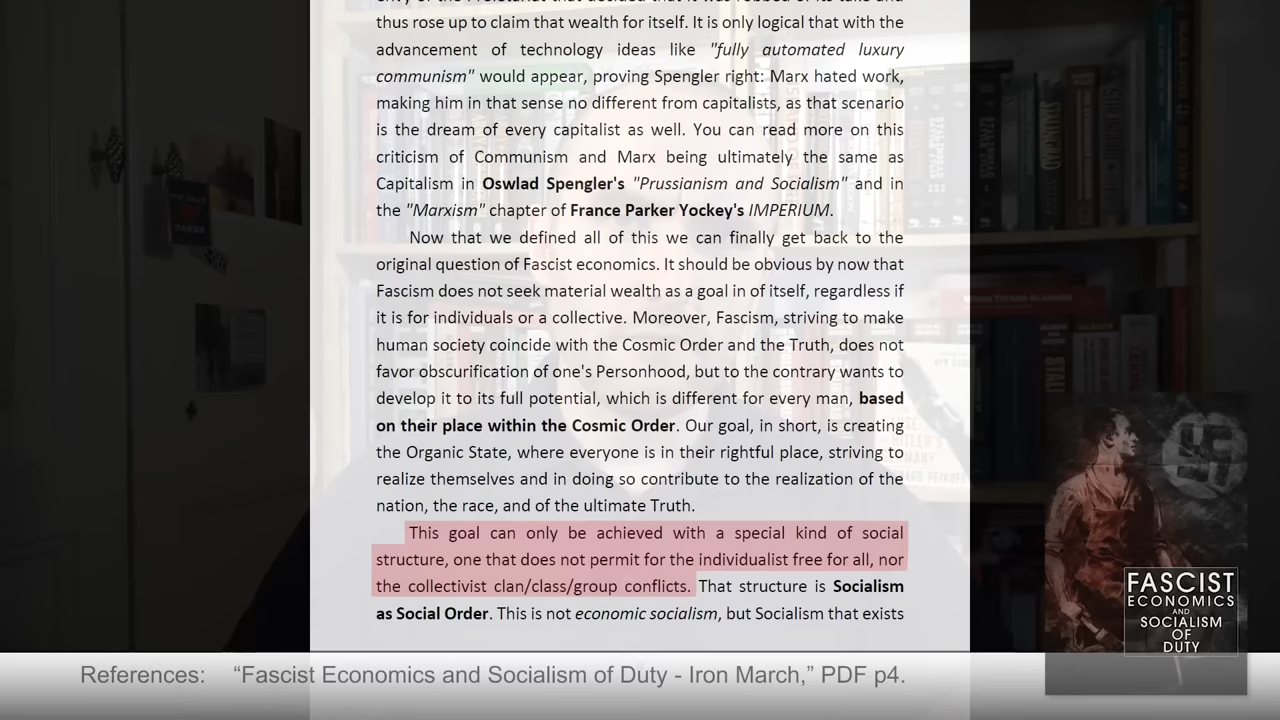 thus rose up to claim that wealth for itself. It is only logical that with the
advancement of technology ideas like "fully automated luxury
communism" would appear, proving Spengler right: Marx hated work,
making him in that sense no different from capitalists, as that scenario
is the dream of every capitalist as well. You can read more on this
criticism of Communism and Marx being ultimately the same as
Capitalism in Oswlad Spengler's "Prussianism and Socialism" and in
the "Marxism" chapter of France Parker Yockey's IMPERIUM.
Now that we defined all of this we can finally get back to the
original question of Fascist economics. It should be obvious by now that
Fascism does not seek material wealth as a goal in of itself, regardless if
it is for individuals or a collective. Moreover, Fascism, striving to make
human society coincide with the Cosmic Order and the Truth, does not
favor obscurification of one's Personhood, but to the contrary wants to
develop it to its full potential, which is different for every man, based
on their place within the Cosmic Order. Our goal, in short, is creating
the Organic State, where everyone is in their rightful place, striving to
realize themselves and in doing so contribute to the realization of the
nation, the race, and of the ultimate Truth.
This goal can only be achieved with a special kind of social
structure, one that does not permit for the individualist free for all, nor
the collectivist clan/class/group conflicts. That structure is Socialism
as Social Order. This is not economic socialism, but Socialism that exists
FASCIST
ECONOMICS
AND
SOCIALISM
OF
DUTY
References: “Fascist Economics and Socialism of Duty - Iron March,” PDF p4.
STALINGRAD